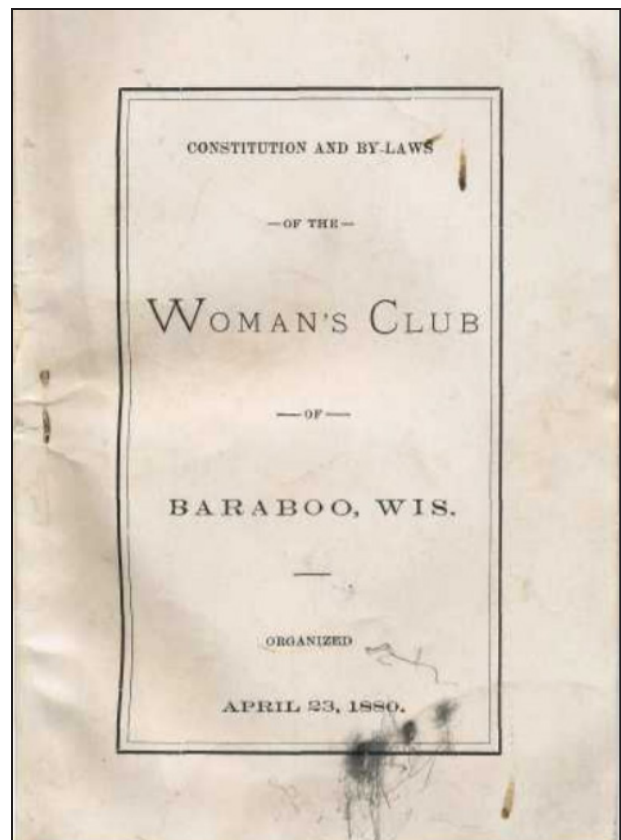 CONSTITUTION AND BY-LAWS
—OF THE—
WOMAN'S CLUB
—OF—
BARABOO, WIS.
ORGANIZED
APRIL 23, 1880.